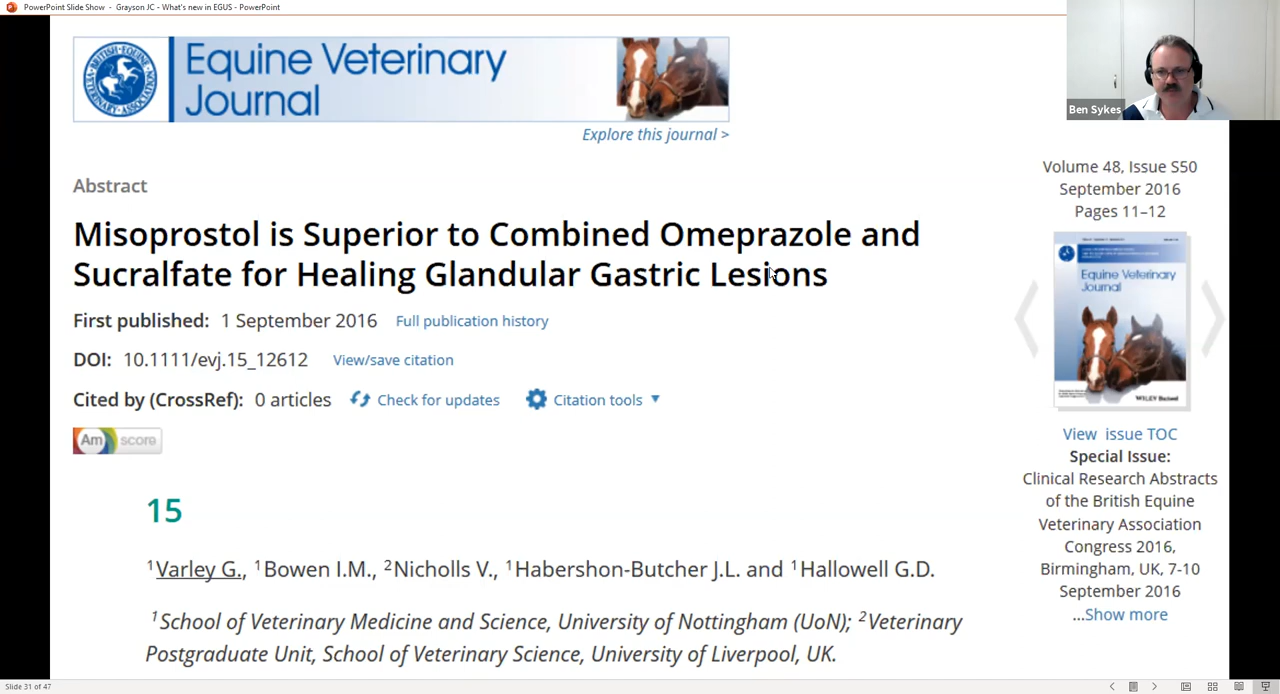 PowerPoint Slide Show - Grayson JC - What's new in EGUS - PowerPoint
Equine Veterinary
Journal
Explore this journal >
Ben Sykes
Abstract
Misoprostol is Superior to Combined Omeprazole and
Sucralfate for Healing Glandular Gastric Lesions
First published: 1 September 2016 Full publication history
DOI: 10.1111/evj.15_12612 View/save citation
Cited by (CrossRef): 0 articles Check for updates Citation tools
Am score
15
1Varley G., 1Bowen I.M., 2Nicholls V., 1Habershon-Butcher J.L. and 1Hallowell G.D.
1School of Veterinary Medicine and Science, University of Nottingham (UoN); 2Veterinary
Postgraduate Unit, School of Veterinary Science, University of Liverpool, UK.
Volume 48, Issue S50
September 2016
Pages 11–12
Equine Veterinary
Journal
View issue TOC
Special Issue:
Clinical Research Abstracts
of the British Equine
Veterinary Association
Congress 2016,
Birmingham, UK, 7-10
September 2016
...Show more
Slide 31 of 47